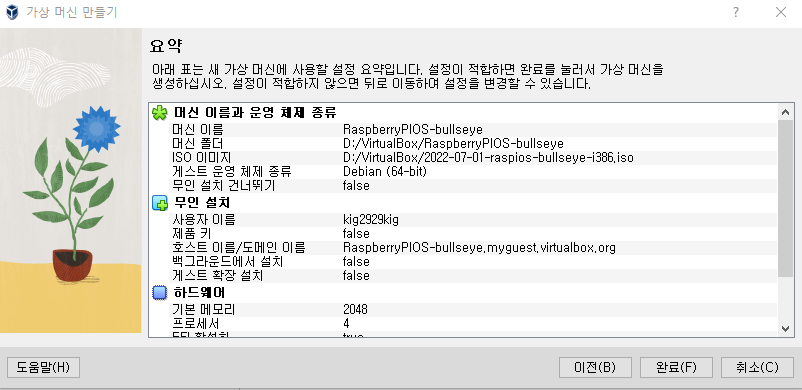 가상 머신 만들기
요약
아래 표는 새 가상 머신에 사용할 설정 요약입니다. 설정이 적합하면 완료를 눌러서 가상 머신을
생성하십시오. 설정이 적합하지 않으면 뒤로 이동하며 설정을 변경할 수 있습니다.
머신 이름과 운영 체제 종류
머신 이름 RaspberryPIOS-bullseye
머신 폴더 D:/VirtualBox/RaspberryPIOS-bullseye
ISO 이미지 D:/VirtualBox/2022-07-01-raspios-bullseye-i386.iso
게스트 운영 체제 종류 Debian (64-bit)
무인 설치 건너뛰기 false
무인 설치
사용자 이름 kig2929kig
제품 키 false
호스트 이름/도메인 이름 RaspberryPIOS-bullseye.myguest.virtualbox.org
백그라운드에서 설치 false
게스트 확장 설치 false
하드웨어
기본 메모리 2048
프로세서 4
EFI 활성화 true
도움말(H) 이전(B) 완료(F) 취소(C)